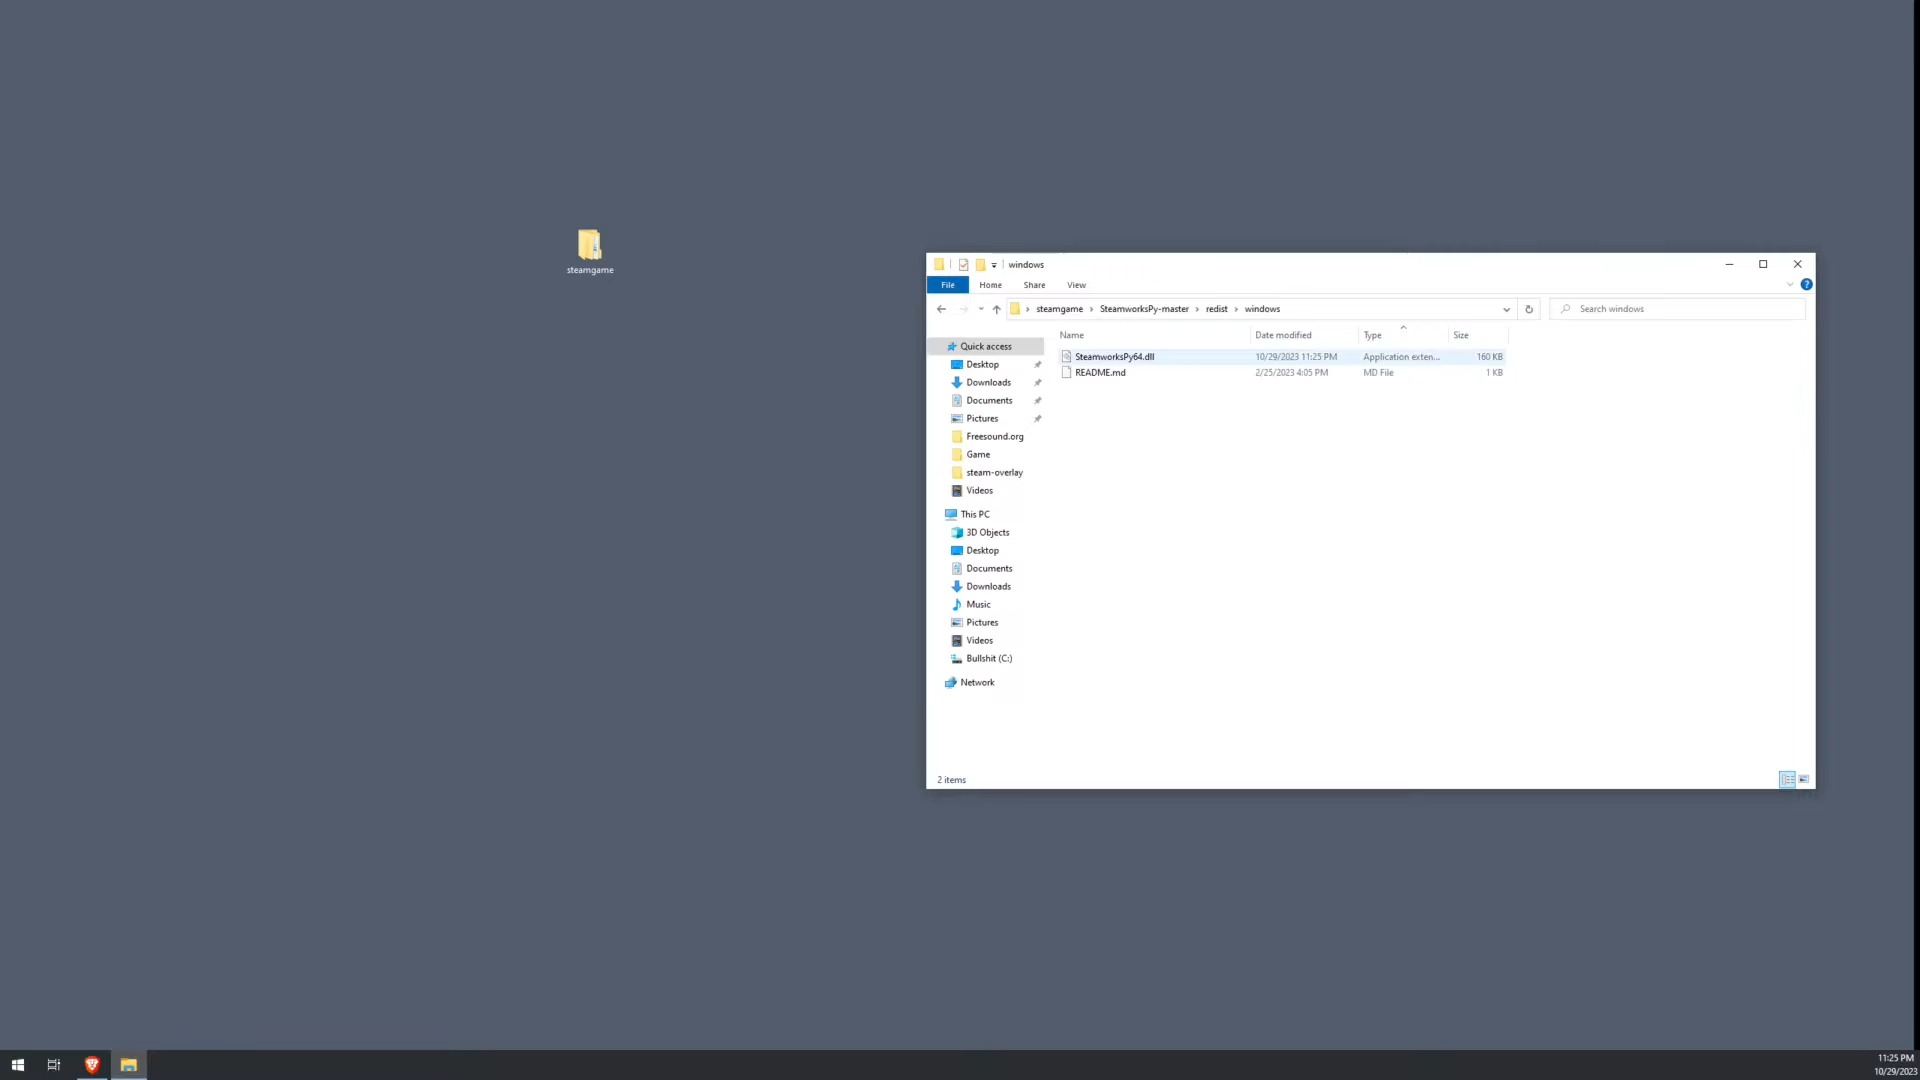 steamgame
windows
File Home Share View
steamgame › SteamworksPy-master › redist › windows
Search windows
Name Date modified Type Size
SteamworksPy64.dll 10/29/2023 11:25 PM Application exten... 160 KB
README.md 2/25/2023 4:05 PM MD File 1 KB
Quick access
Desktop
Downloads
Documents
Pictures
Freesound.org
Game
steam-overlay
Videos
This PC
3D Objects
Desktop
Documents
Downloads
Music
Pictures
Videos
Bullshit (C:)
Network
2 items
11:25 PM
10/29/2023